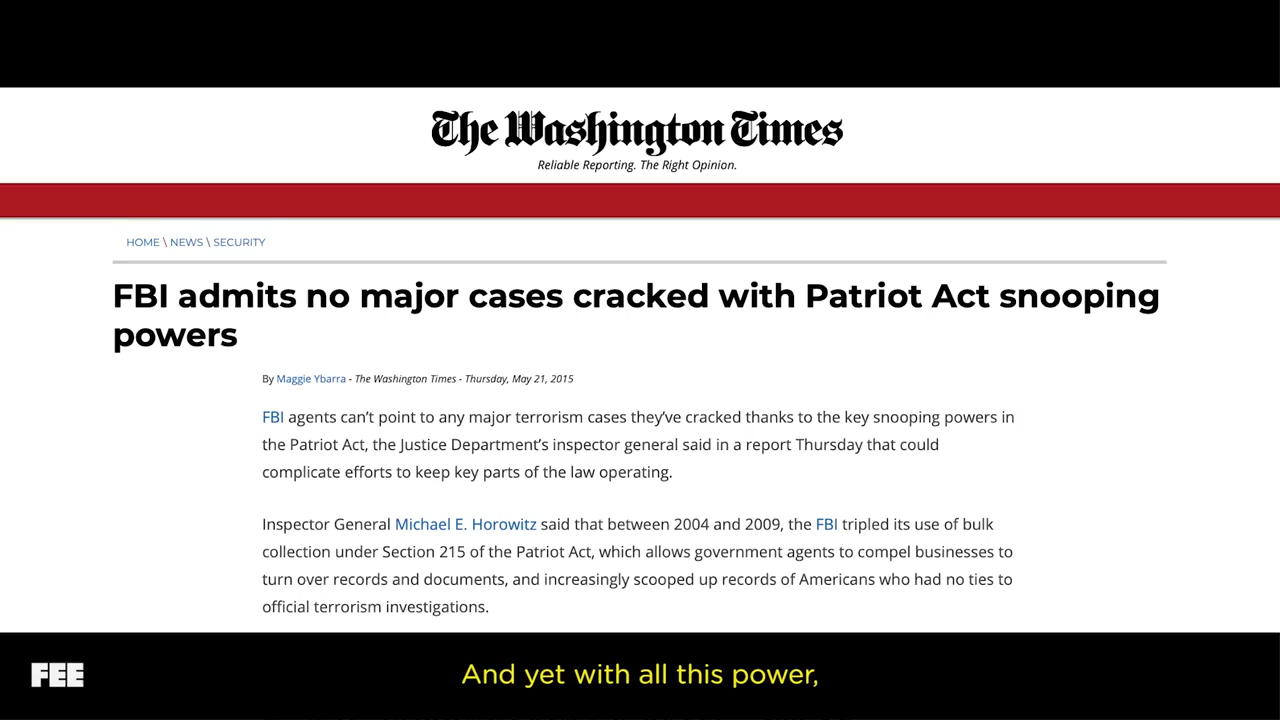 The Washington Times
Reliable Reporting. The Right Opinion.
HOME \ NEWS \ SECURITY
FBI admits no major cases cracked with Patriot Act snooping
powers
By Maggie Ybarra - The Washington Times - Thursday, May 21, 2015
FBI agents can’t point to any major terrorism cases they’ve cracked thanks to the key snooping powers in
the Patriot Act, the Justice Department’s inspector general said in a report Thursday that could
complicate efforts to keep key parts of the law operating.
Inspector General Michael E. Horowitz said that between 2004 and 2009, the FBI tripled its use of bulk
collection under Section 215 of the Patriot Act, which allows government agents to compel businesses to
turn over records and documents, and increasingly scooped up records of Americans who had no ties to
official terrorism investigations.
FEE
And yet with all this power,